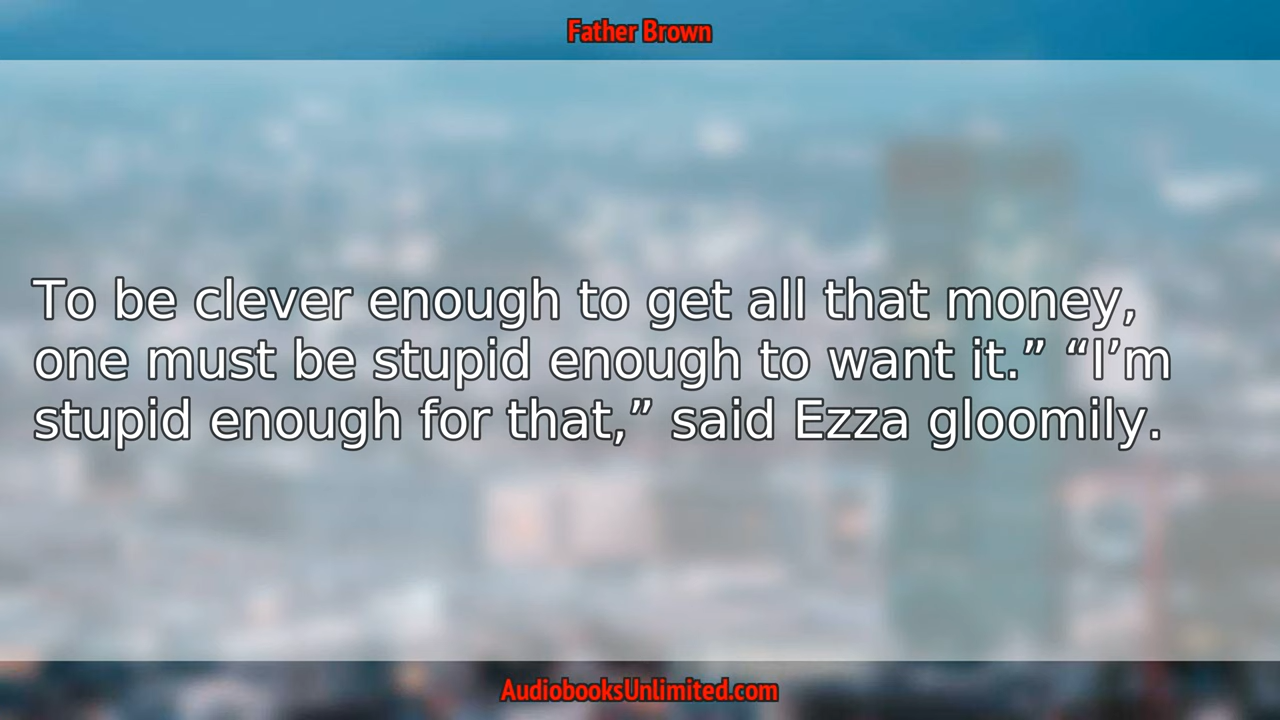 Father Brown
To be clever enough to get all that money,
one must be stupid enough to want it.” “I’m
stupid enough for that,” said Ezza gloomily.
AudiobooksUnlimited.com